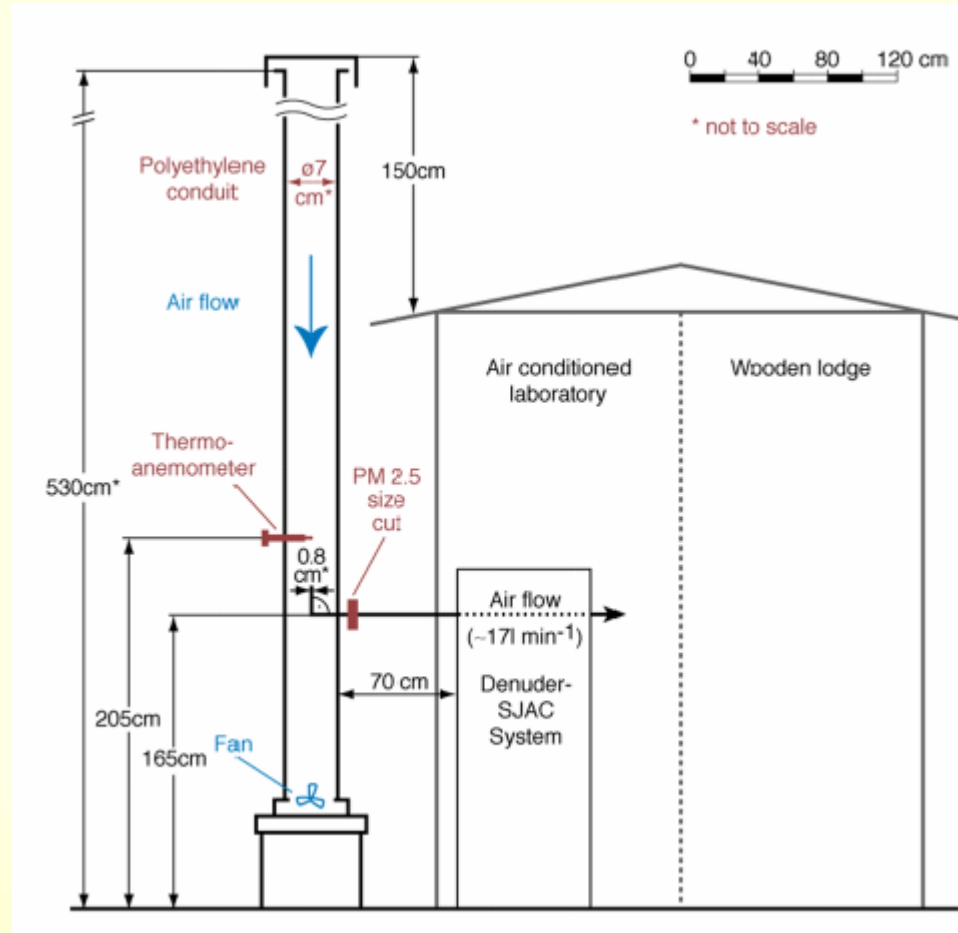 0 40 80 120 cm
* not to scale
Polyethylene
conduit
ø7
cm*
150cm
Air flow
Air conditioned
laboratory
Wooden lodge
Thermo-
anemometer
530cm*
PM 2.5
size
cut
0.8
cm*
Air flow
(~17l min-1)
70 cm
Denuder-
SJAC
System
205cm
165cm
Fan